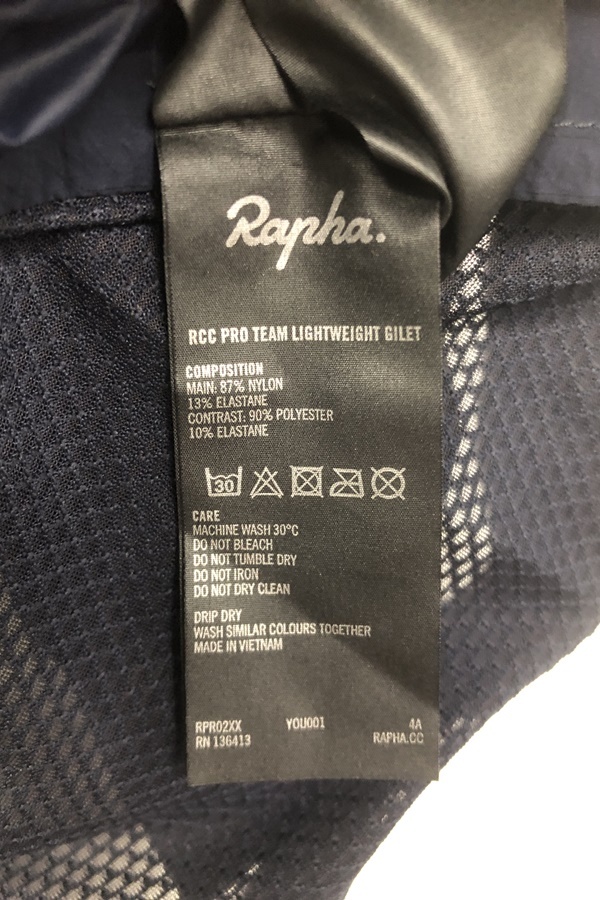 Rapha.
RCC PRO TEAM LIGHTWEIGHT GILET
COMPOSITION
MAIN: 87% NYLON
13% ELASTANE
CONTRAST: 90% POLYESTER
10% ELASTANE
30
CARE
MACHINE WASH 30°C
DO NOT BLEACH
DO NOT TUMBLE DRY
DO NOT IRON
DO NOT DRY CLEAN
DRIP DRY
WASH SIMILAR COLOURS TOGETHER
MADE IN VIETNAM
RPR02XX YOU001 4A
RN 136413 RAPHA.CC